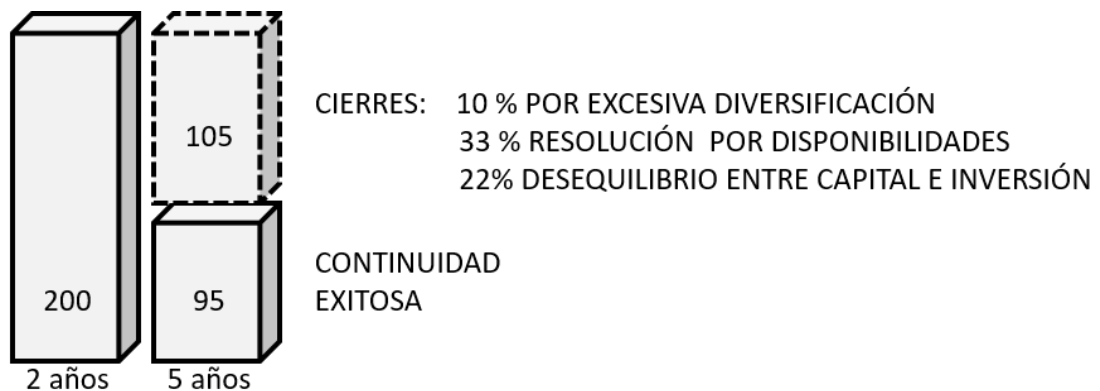 105
CIERRES: 10 % POR EXCESIVA DIVERSIFICACIÓN
33 % RESOLUCIÓN POR DISPONIBILIDADES
22% DESEQUILIBRIO ENTRE CAPITAL E INVERSIÓN
200
95
CONTINUIDAD
EXITOSA
2 años
5 años